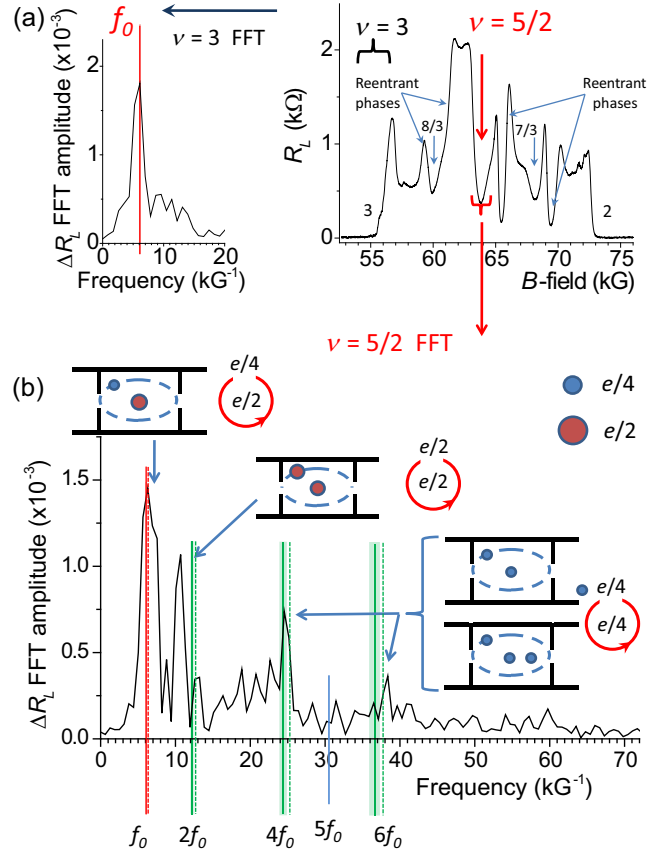 (a)
f₀
ν = 3 FFT
ΔR_L FFT amplitude (x10⁻³)
2
1
0
0
10
20
Frequency (kG⁻¹)
ν = 3
ν = 5/2
Reentrant
phases
Reentrant
phases
8/3
7/3
3
2
R_L (kΩ)
2
1
0
55
60
65
70
75
B-field (kG)
ν = 5/2 FFT
(b)
e/4
e/2
e/4
e/2
e/2
e/2
e/4
e/4
ΔR_L FFT amplitude (x10⁻³)
1.5
1.0
0.5
0.0
0
10
20
30
40
50
60
70
Frequency (kG⁻¹)
f₀
2f₀
4f₀
5f₀
6f₀